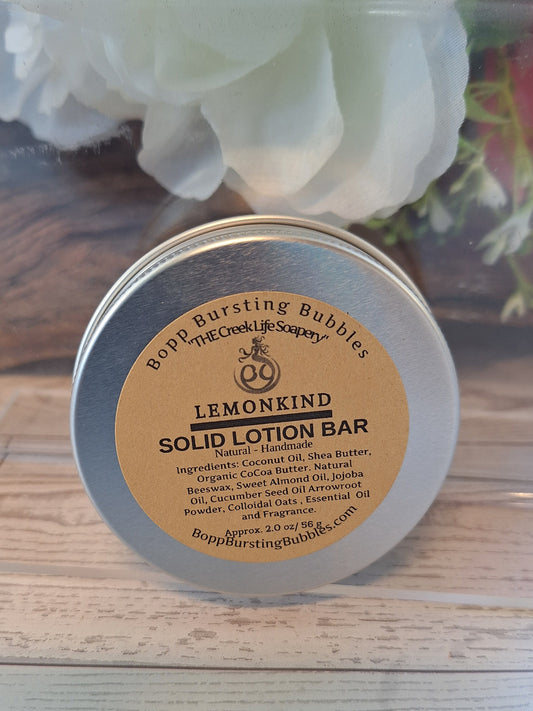 Bopp Bursting Bubbles
"THE Creek Life Soapery"
LEMONKIND
SOLID LOTION BAR
Natural - Handmade
Ingredients: Coconut Oil, Shea Butter,
Organic CoCoa Butter, Natural
Beeswax, Sweet Almond Oil, Jojoba
Oil, Cucumber Seed Oil Arrowroot
Powder, Colloidal Oats , Essential Oil
and Fragrance.
Approx. 2.0 oz/ 56 g
BoppBurstingBubbles.com